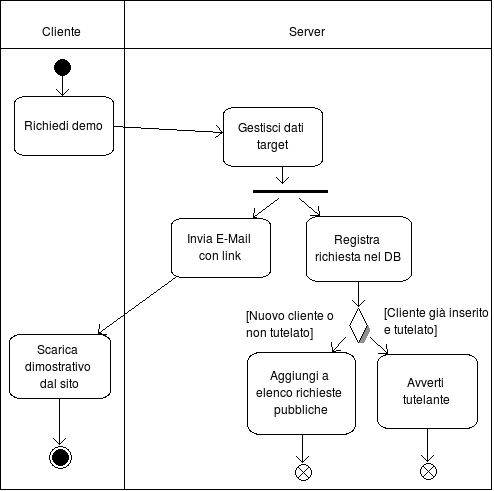 Cliente
Server
Richiedi demo
Gestisci dati
target
Invia E-Mail
con link
Registra
richiesta nel DB
[Nuovo cliente o
non tutelato]
[Cliente già inserito
e tutelato]
Scarica
dimostrativo
dal sito
Aggiungi a
elenco richieste
pubbliche
Avverti
tutelante